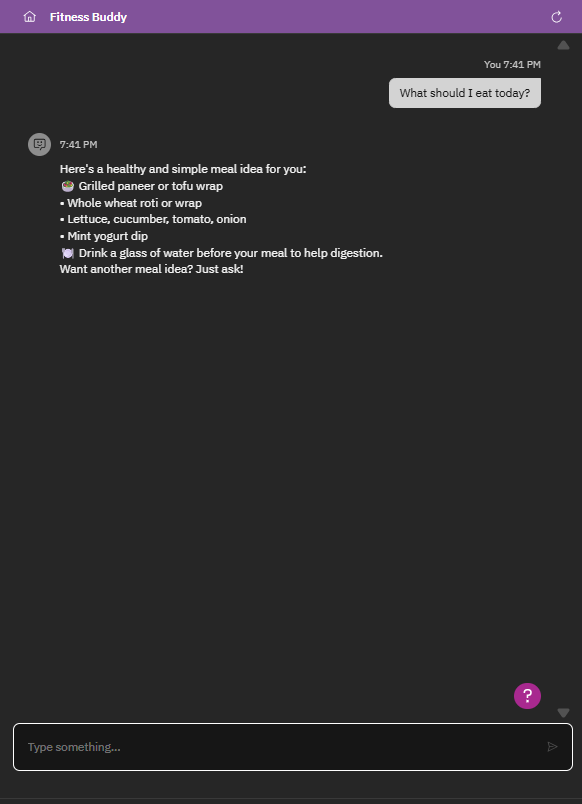 Fitness Buddy
You 7:41 PM
What should I eat today?
7:41 PM
Here's a healthy and simple meal idea for you:
🥗 Grilled paneer or tofu wrap
• Whole wheat roti or wrap
• Lettuce, cucumber, tomato, onion
• Mint yogurt dip
🍽️ Drink a glass of water before your meal to help digestion.
Want another meal idea? Just ask!
?
Type something...